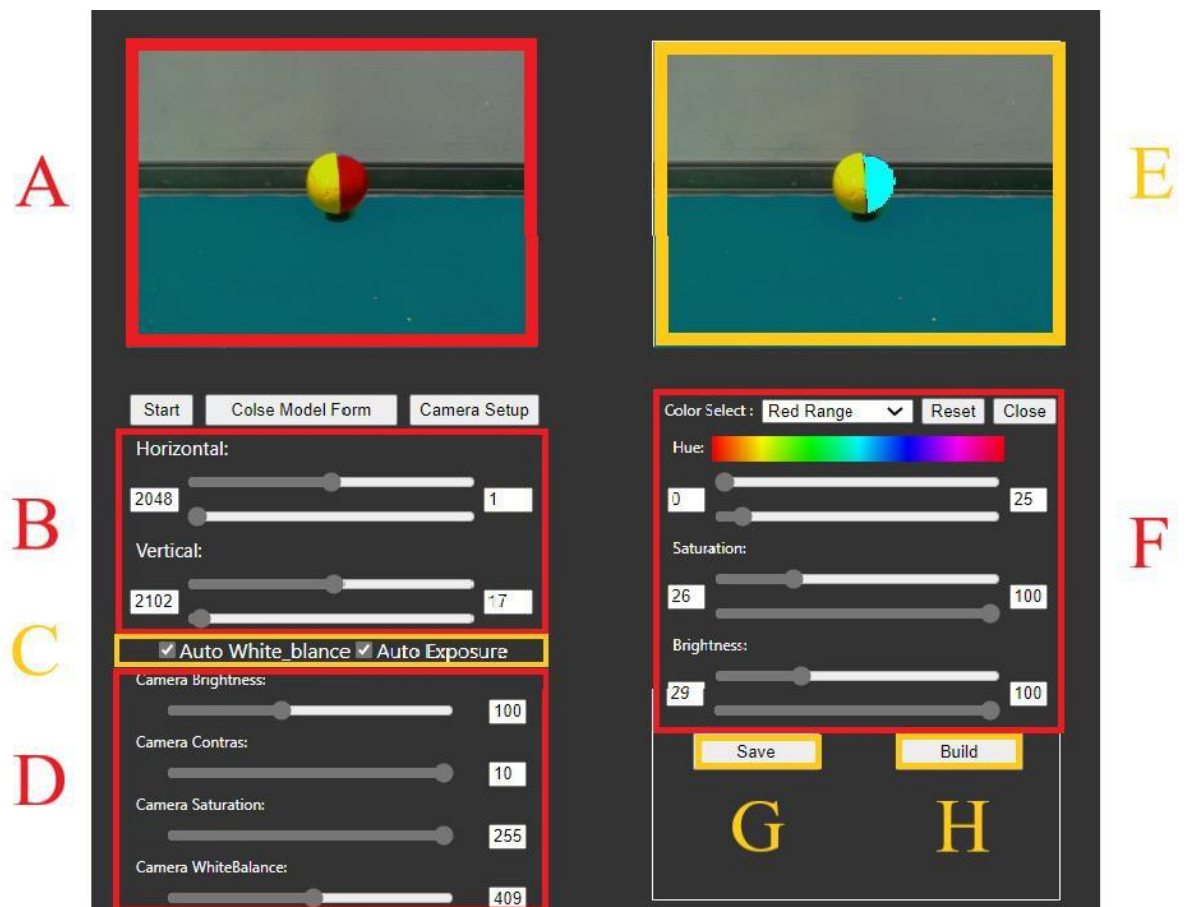 A
E
Start Colse Model Form Camera Setup
Horizontal:
2048 1
Vertical:
2102 17
B
C
Auto White_blance Auto Exposure
Camera Brightness:
100
Camera Contras:
10
Camera Saturation:
255
Camera WhiteBalance:
409
D
Color Select : Red Range Reset Close
Hue:
0 25
Saturation:
26 100
Brightness:
29 100
F
Save Build
G H